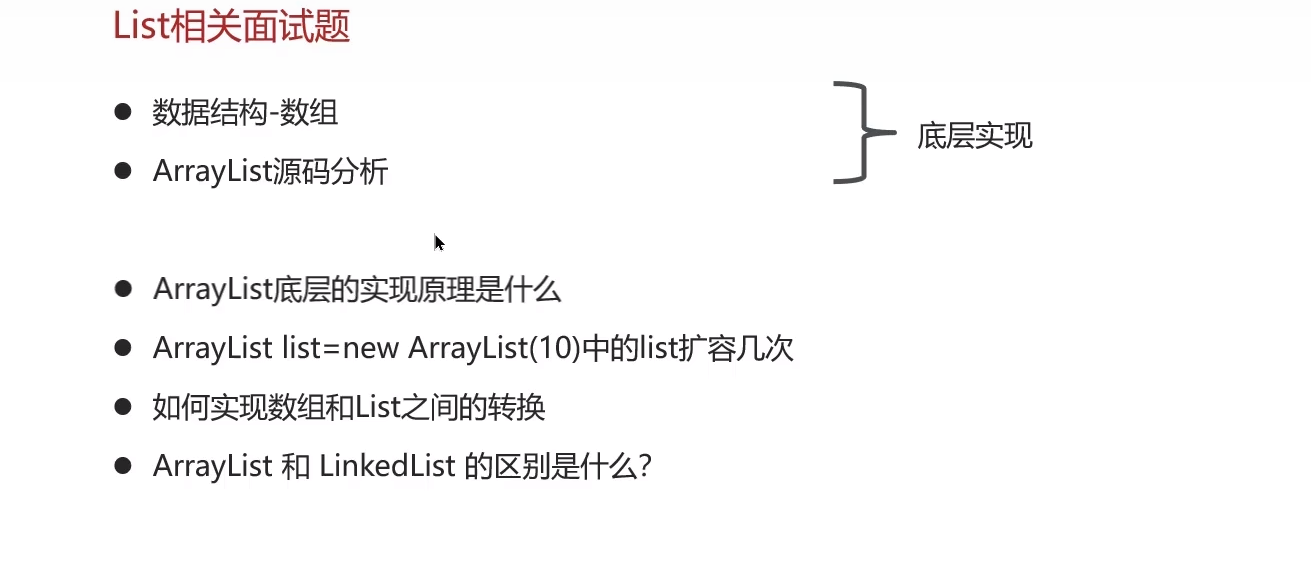 List相关面试题
数据结构-数组
ArrayList源码分析
底层实现
ArrayList底层的实现原理是什么
ArrayList list=new ArrayList(10)中的list扩容几次
如何实现数组和List之间的转换
ArrayList 和 LinkedList 的区别是什么?